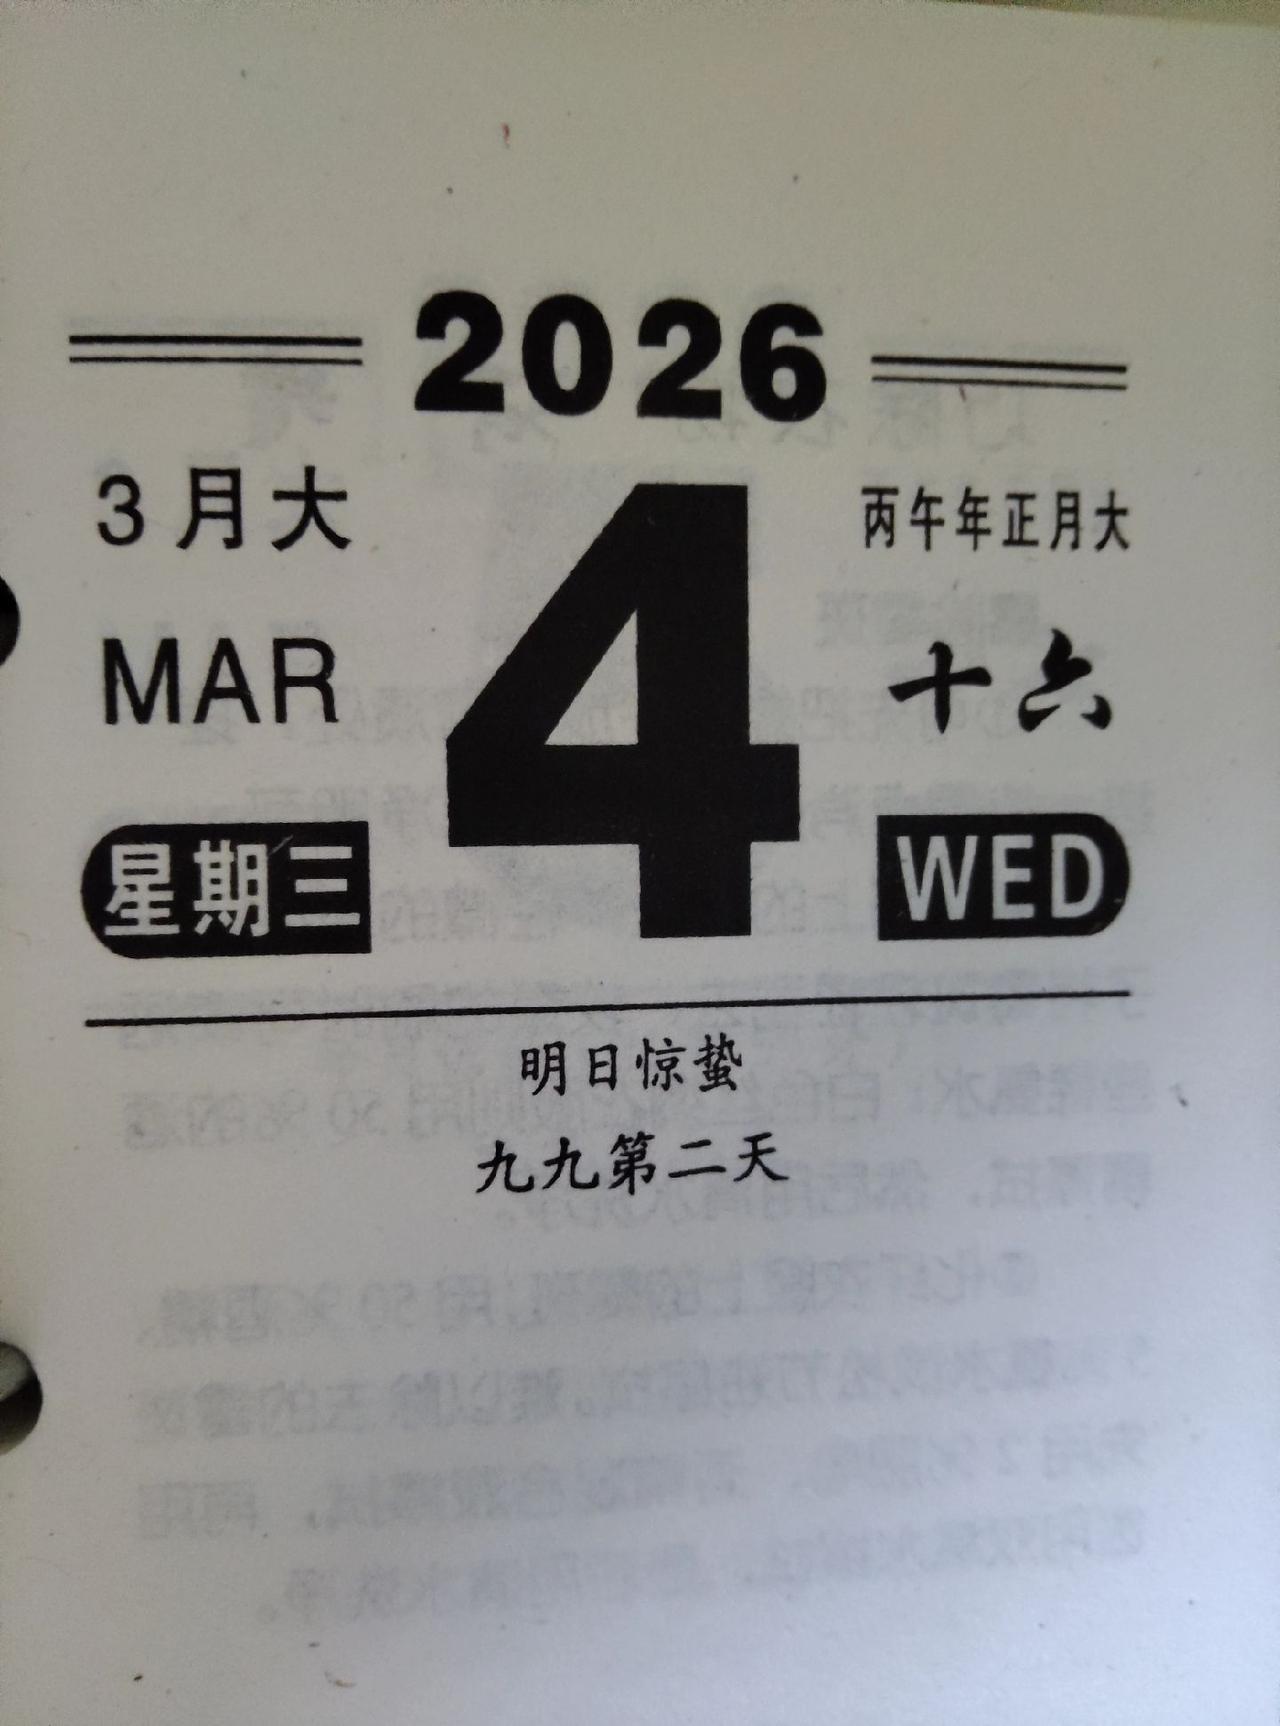 2026
3月大
MAR
星期三
4
丙午年正月大
十六
WED
明日惊蛰
九九第二天